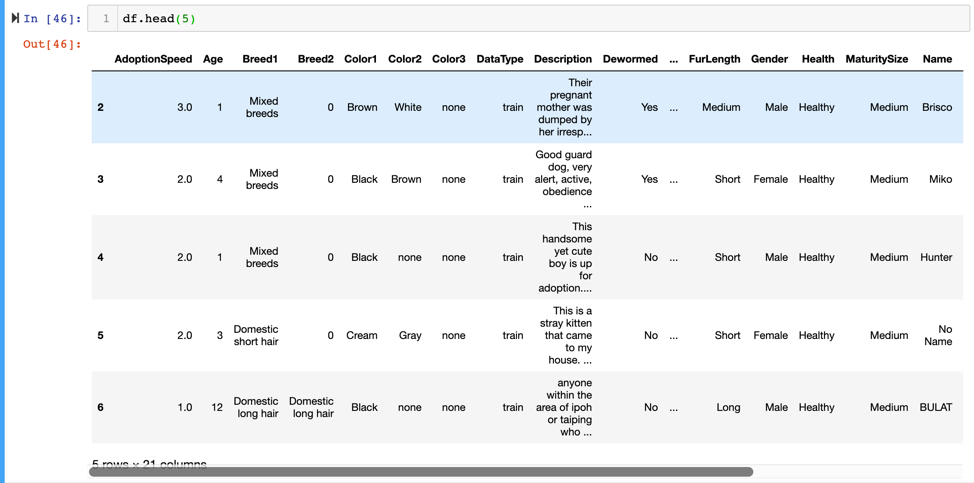 In [46]: 1 df.head(5)
Out[46]:
AdoptionSpeed Age Breed1 Breed2 Color1 Color2 Color3 DataType Description Dewormed ... FurLength Gender Health MaturitySize Name
2 3.0 1 Mixed breeds 0 Brown White none train Their pregnant mother was dumped by her irresp... Yes ... Medium Male Healthy Medium Brisco
3 2.0 4 Mixed breeds 0 Black Brown none train Good guard dog, very alert, active, obedience ... Yes ... Short Female Healthy Medium Miko
4 2.0 1 Mixed breeds 0 Black none none train This handsome yet cute boy is up for adoption.... No ... Short Male Healthy Medium Hunter
5 2.0 3 Domestic short hair 0 Cream Gray none train This is a stray kitten that came to my house. ... No ... Short Female Healthy Medium No Name
6 1.0 12 Domestic long hair Domestic long hair Black none none train anyone within the area of ipoh or taiping who ... No ... Long Male Healthy Medium BULAT
5 rows × 21 columns